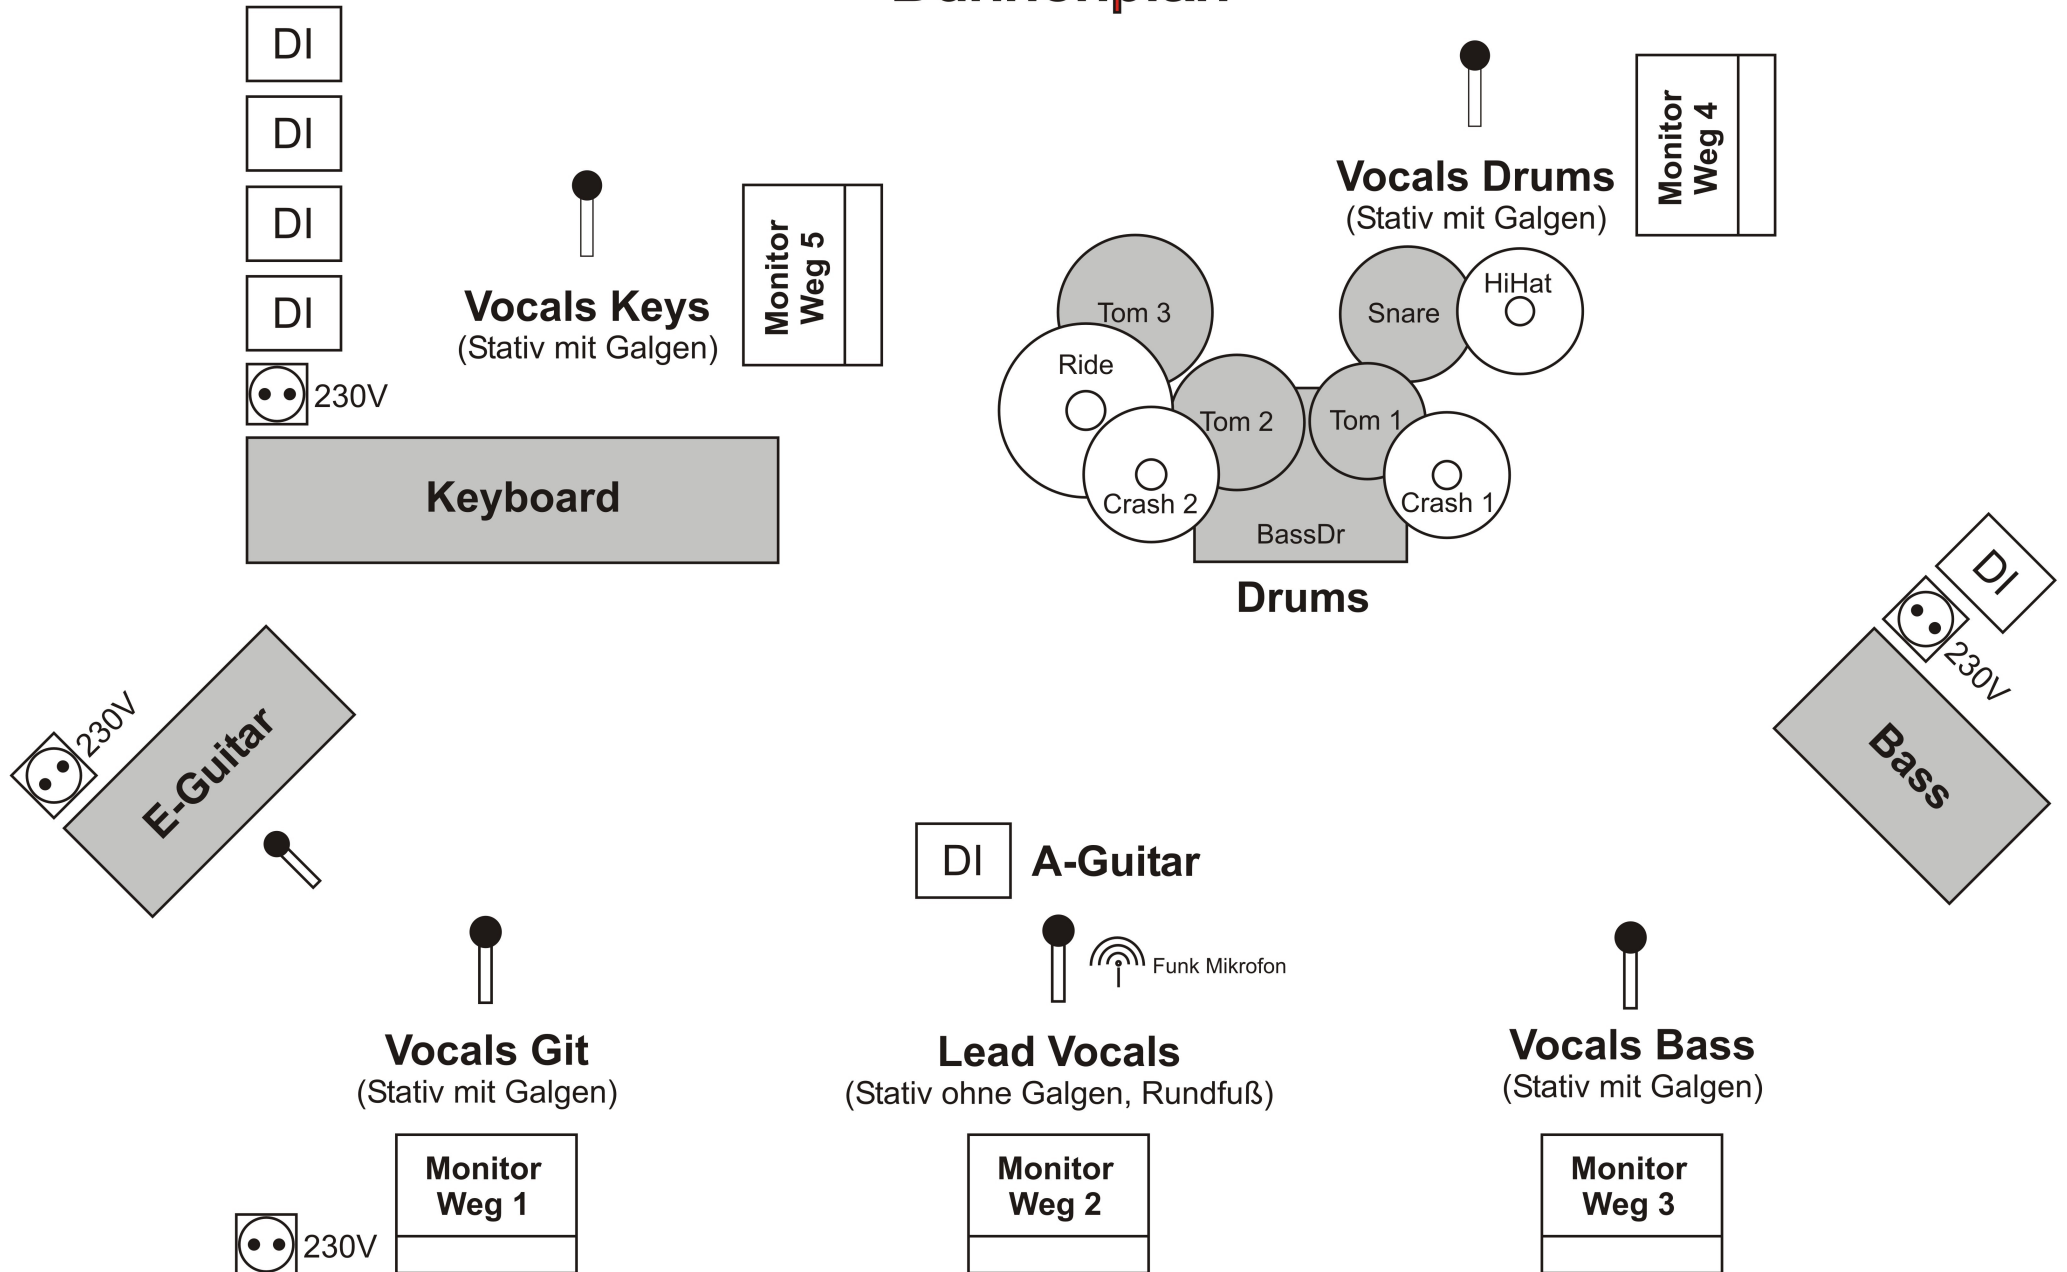 DI
DI
DI
DI
230V
Vocals Keys
(Stativ mit Galgen)
Monitor
Weg 5
Keyboard
Vocals Drums
(Stativ mit Galgen)
Monitor
Weg 4
Tom 3
Snare
HiHat
Ride
Tom 2
Tom 1
Crash 2
Crash 1
BassDr
Drums
230V
E-Guitar
DI
230V
Bass
DI
A-Guitar
Funk Mikrofon
Vocals Git
(Stativ mit Galgen)
Lead Vocals
(Stativ ohne Galgen, Rundfuß)
Vocals Bass
(Stativ mit Galgen)
Monitor
Weg 1
Monitor
Weg 2
Monitor
Weg 3
230V